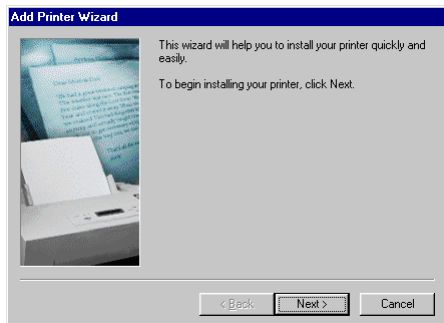 Add Printer Wizard
This wizard will help you to install your printer quickly and
easily.
To begin installing your printer, click Next.
< Back
Next >
Cancel